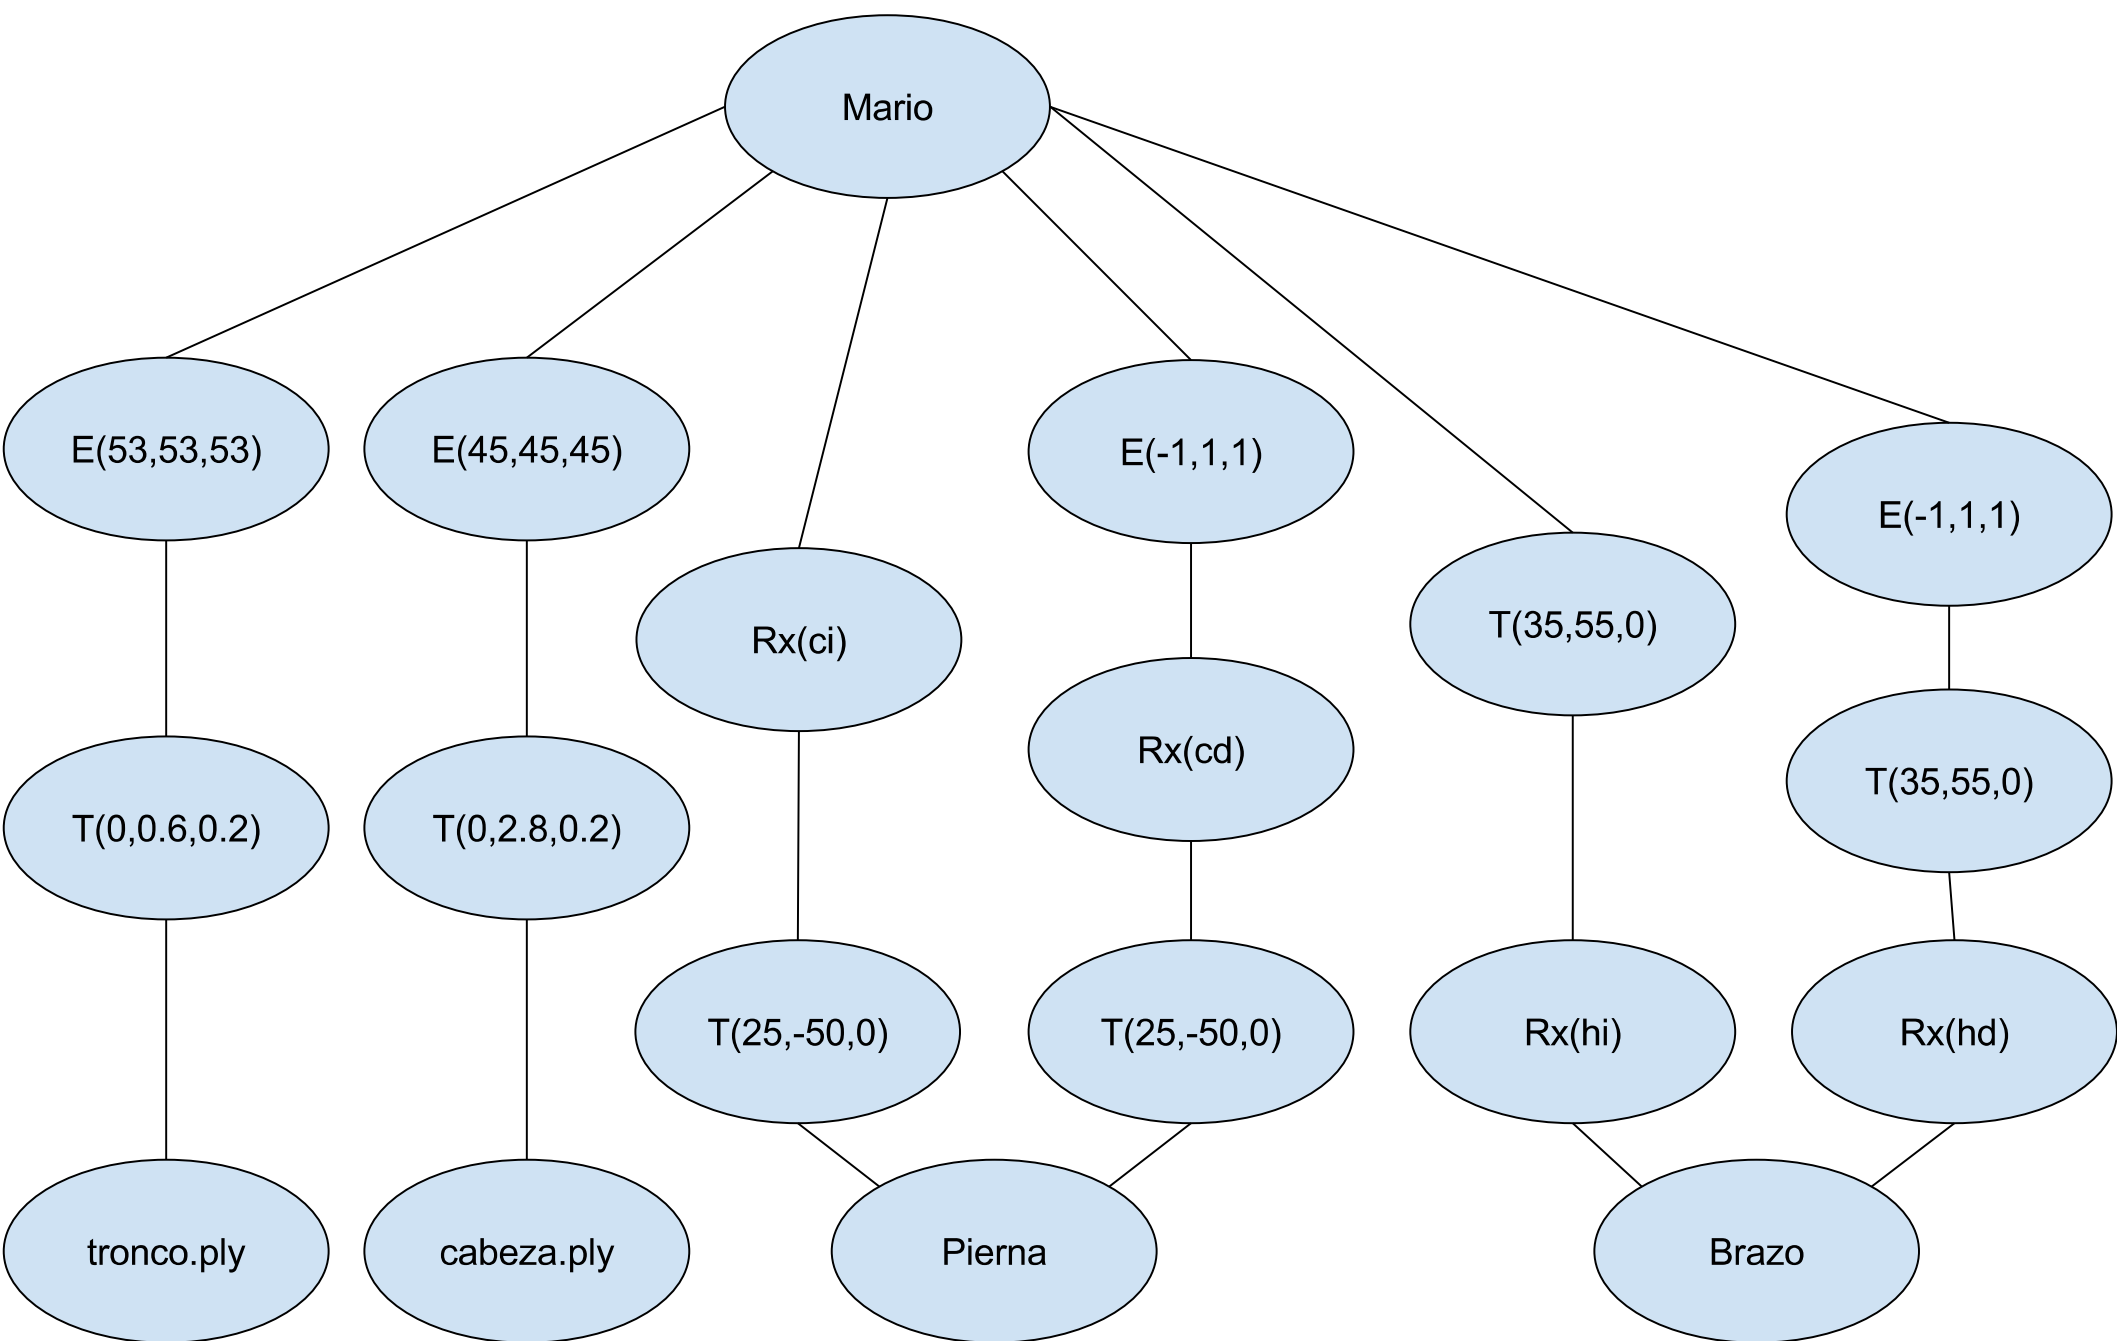 Mario
E(53,53,53)
E(45,45,45)
E(-1,1,1)
E(-1,1,1)
Rx(ci)
T(35,55,0)
Rx(cd)
T(35,55,0)
T(0,0.6,0.2)
T(0,2.8,0.2)
T(25,-50,0)
T(25,-50,0)
Rx(hi)
Rx(hd)
tronco.ply
cabeza.ply
Pierna
Brazo